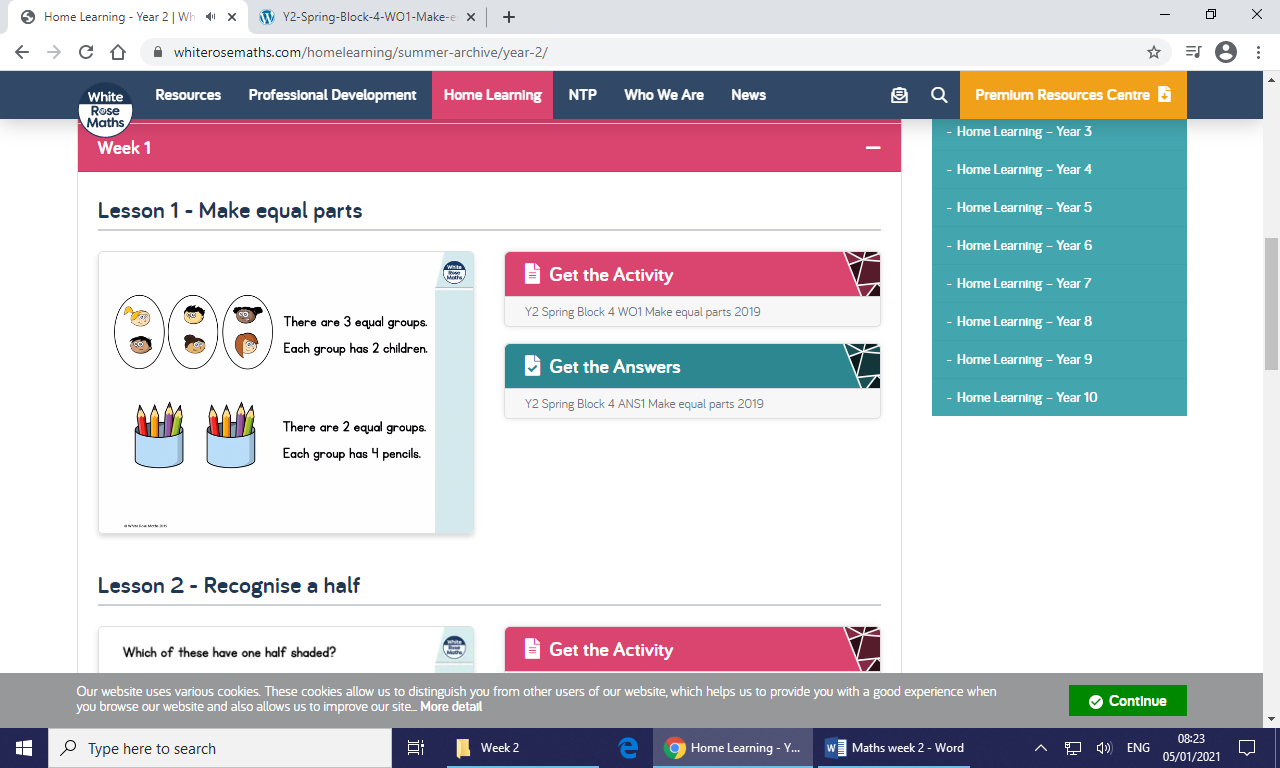 Home Learning - Year 2 | Wh
Y2-Spring-Block-4-WO1-Make-e
whiterosemaths.com/homelearning/summer-archive/year-2/
White Rose Maths
Resources
Professional Development
Home Learning
NTP
Who We Are
News
Premium Resources Centre
Week 1
- Home Learning – Year 3
- Home Learning – Year 4
- Home Learning – Year 5
- Home Learning – Year 6
- Home Learning – Year 7
- Home Learning – Year 8
- Home Learning – Year 9
- Home Learning – Year 10
Lesson 1 - Make equal parts
White Rose Maths
There are 3 equal groups.
Each group has 2 children.
There are 2 equal groups.
Each group has 4 pencils.
© White Rose Maths 2019
Get the Activity
Y2 Spring Block 4 WO1 Make equal parts 2019
Get the Answers
Y2 Spring Block 4 ANS1 Make equal parts 2019
Lesson 2 - Recognise a half
Which of these have one half shaded?
White Rose Maths
Get the Activity
Our website uses various cookies. These cookies allow us to distinguish you from other users of our website, which helps us to provide you with a good experience when
you browse our website and also allows us to improve our site... More detail
Continue
Type here to search
Week 2
Home Learning - Y...
Maths week 2 - Word
ENG
08:23
05/01/2021